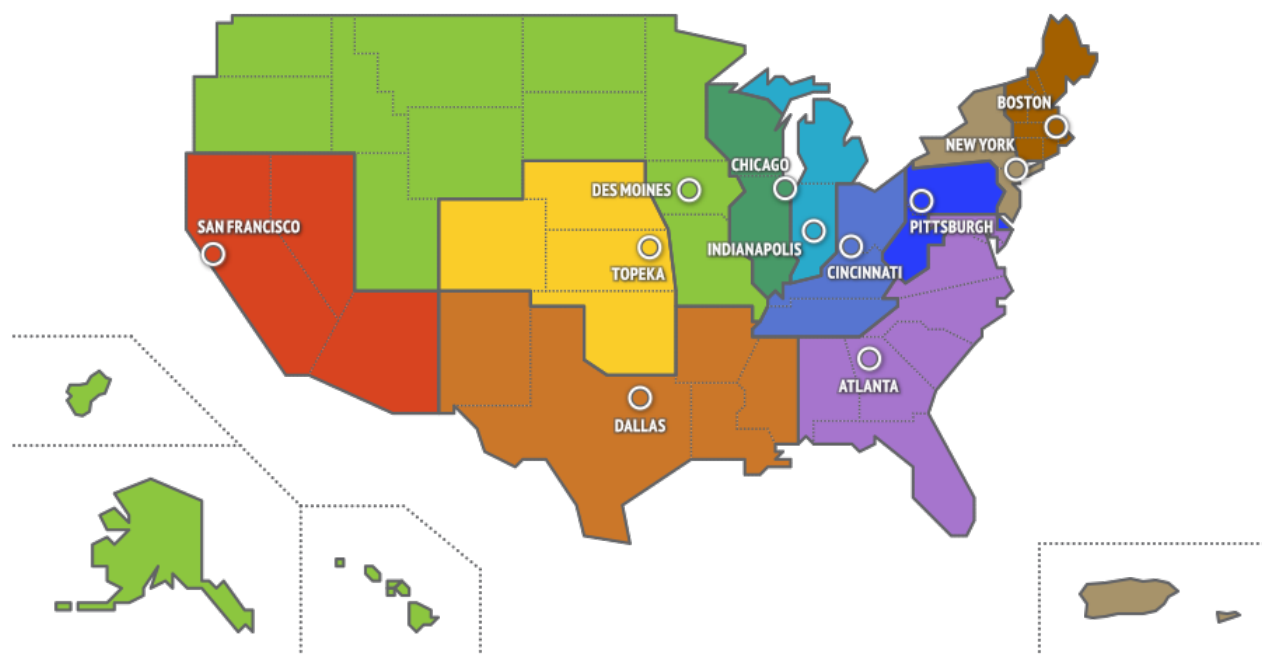 BOSTON
NEW YORK
CHICAGO
DES MOINES
SAN FRANCISCO
PITTSBURGH
INDIANAPOLIS
TOPEKA
CINCINNATI
ATLANTA
DALLAS